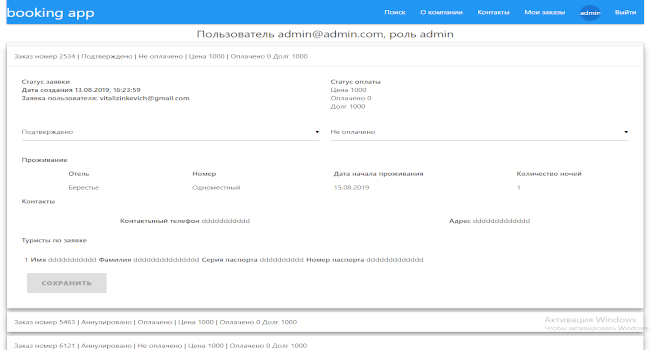 booking app
Поиск О компании Контакты Мои заказы admin Выйти
Пользователь admin@admin.com, роль admin
Заказ номер 2534 | Подтверждено | Не оплачено | Цена 1000 | Оплачено 0 Долг 1000
Статус заявки Статус оплаты
Дата создания 13.08.2019, 16:23:59 Цена 1000
Заявка пользователя: vitalizinkevich@gmail.com Оплачено 0
Долг 1000
Подтверждено Не оплачено
Проживание
Отель Номер Дата начала проживания Количество ночей
Берестье Одноместный 15.08.2019 1
Контакты
Контактыный телефон ddddddddddd Адрес ddddddddddddd
Туристы по заявке
1 Имя ddddddddddd Фамилия ddddddddddddddd Серия паспорта dddddddddd Номер паспорта ddddddddddddd
СОХРАНИТЬ
Заказ номер 5463 | Аннулировано | Оплачено | Цена 1000 | Оплачено 0 Долг 1000
Активация Windows
Чтобы активировать Windows,
Заказ номер 6121 | Аннулировано | Не оплачено | Цена 1000 | Оплачено 0 Долг 1000